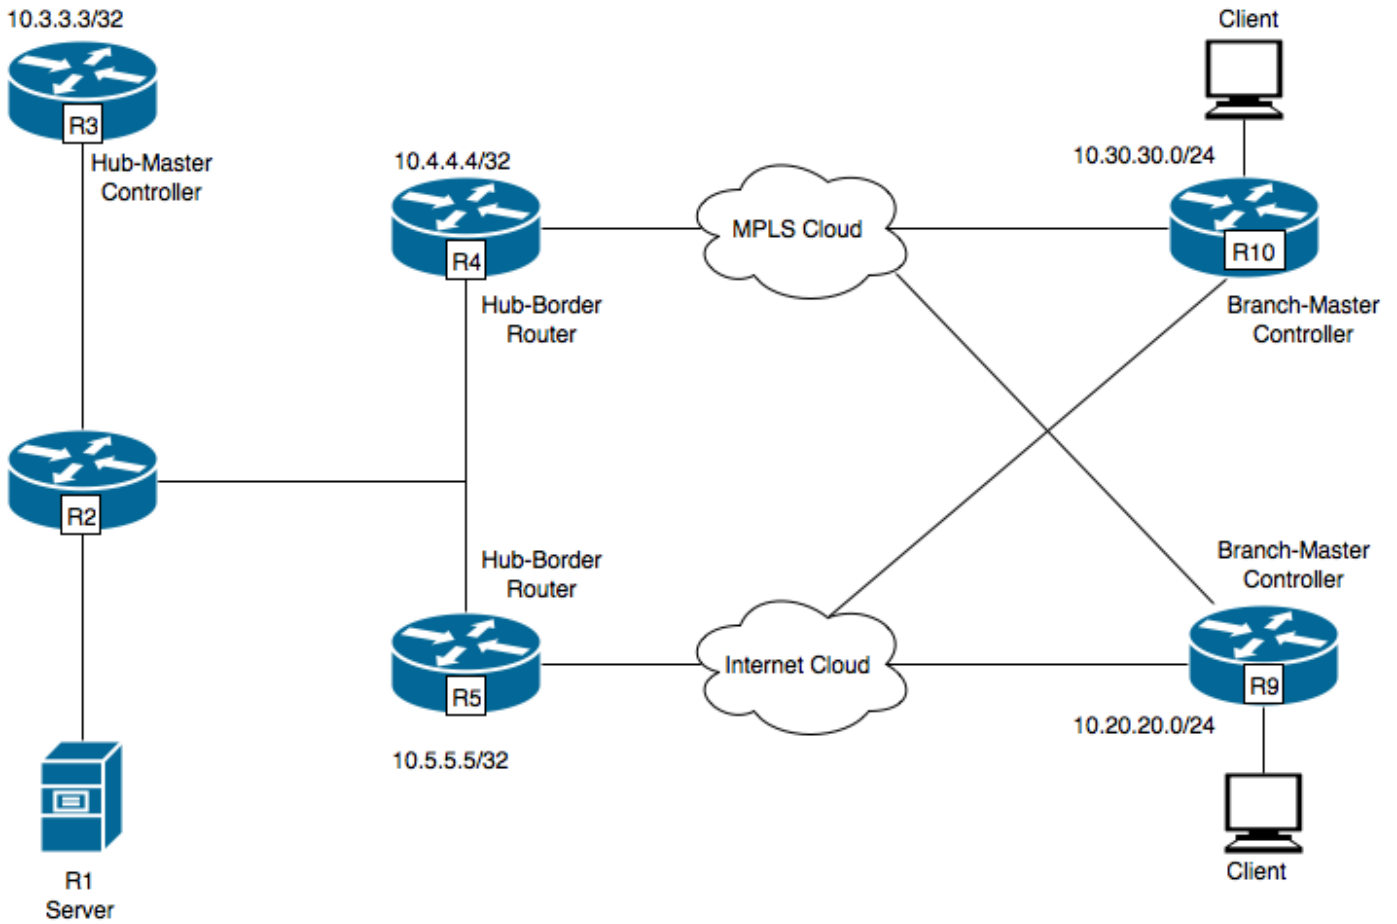 10.3.3.3/32
R3
Hub-Master
Controller
10.4.4.4/32
R4
Hub-Border
Router
MPLS Cloud
Client
10.30.30.0/24
R10
Branch-Master
Controller
R2
Hub-Border
Router
R5
10.5.5.5/32
Internet Cloud
Branch-Master
Controller
R9
10.20.20.0/24
Client
R1
Server